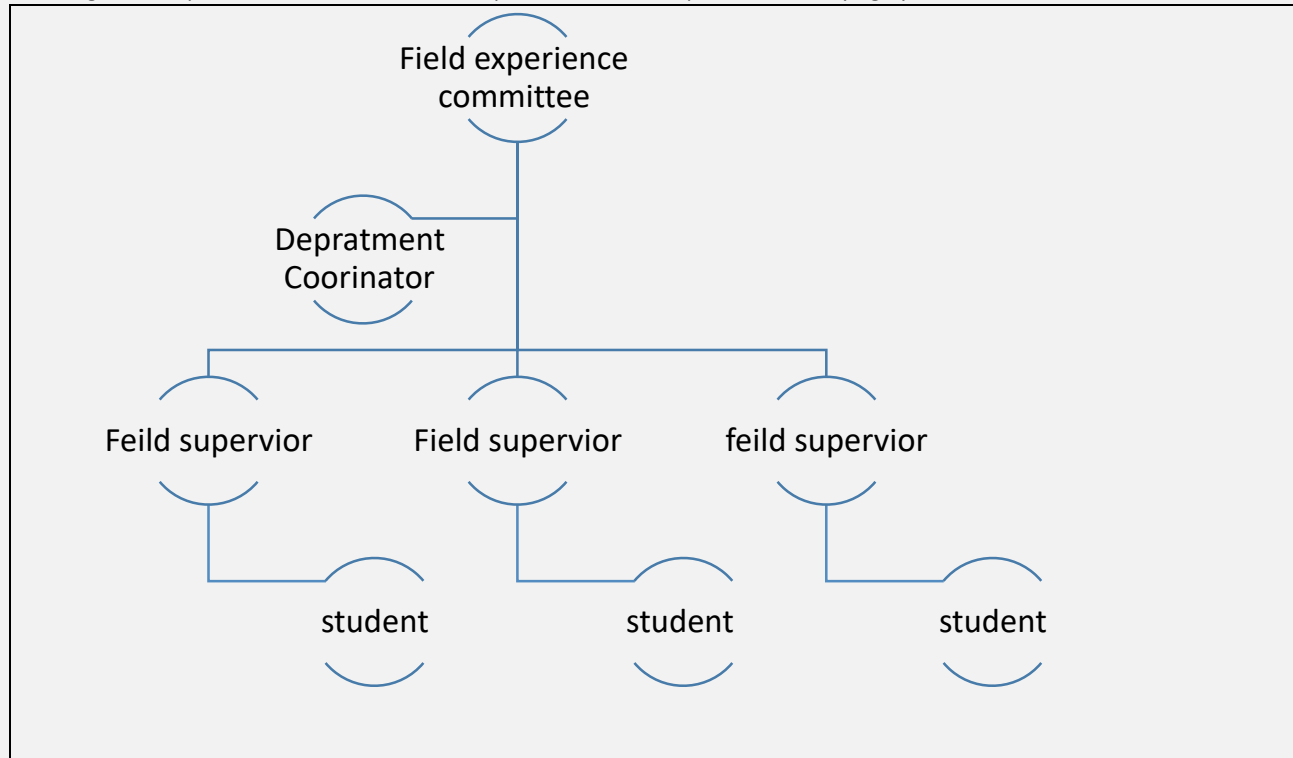 Field experience
committee
Depratment
Coorinator
Feild supervior
Field supervior
feild supervior
student
student
student